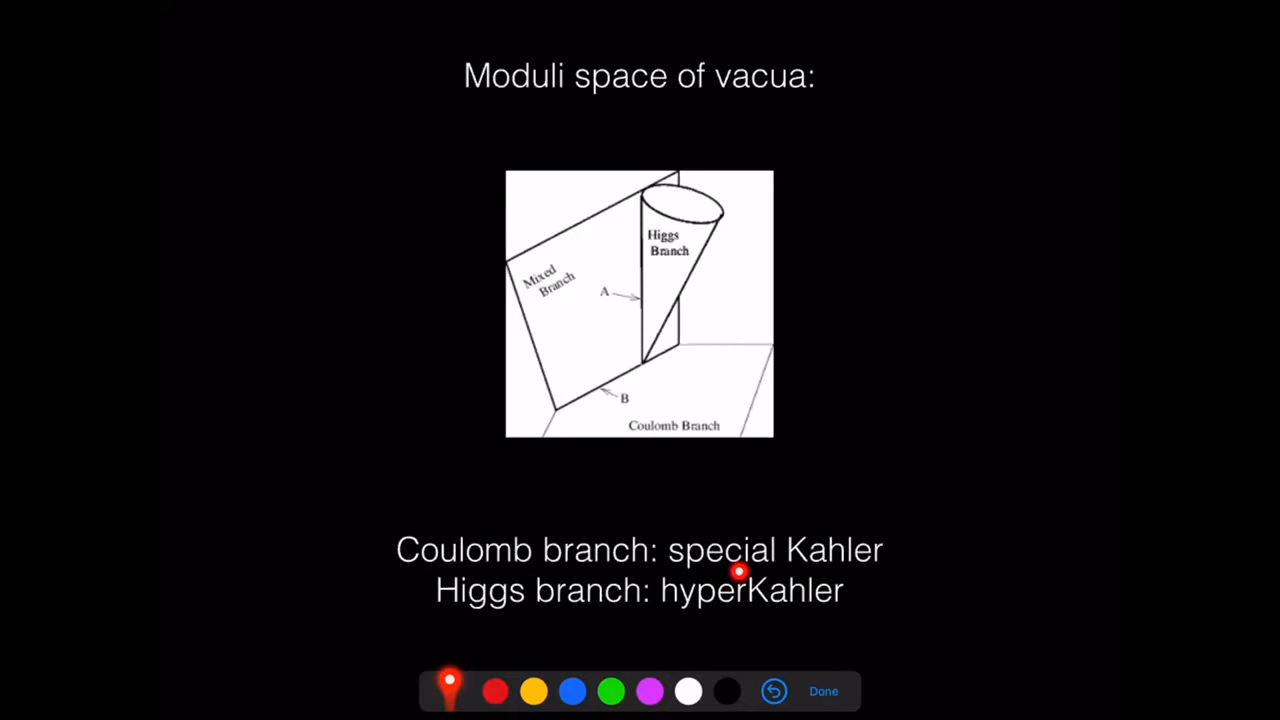 Moduli space of vacua:
Higgs
Branch
Mixed
Branch
A
B
Coulomb Branch
Coulomb branch: special Kahler
Higgs branch: hyperKahler
Done